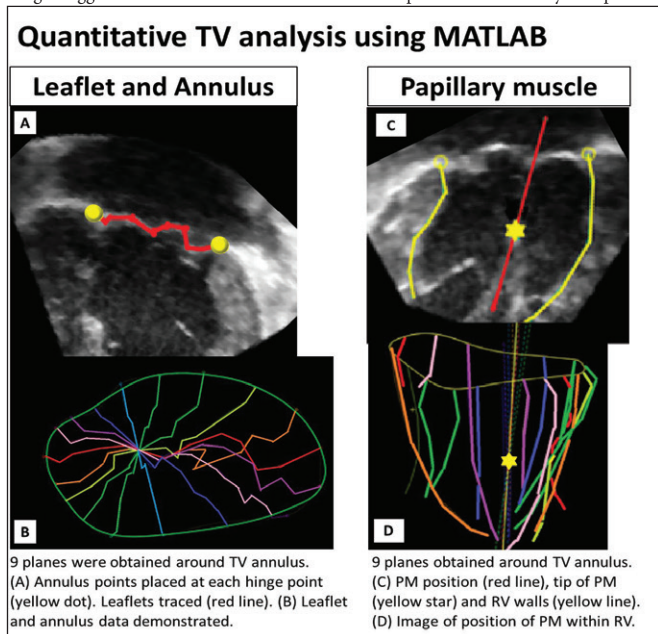 Quantitative TV analysis using MATLAB
Leaflet and Annulus
Papillary muscle
A
C
B
D
9 planes were obtained around TV annulus.
(A) Annulus points placed at each hinge point
(yellow dot). Leaflets traced (red line). (B) Leaflet
and annulus data demonstrated.
9 planes obtained around TV annulus.
(C) PM position (red line), tip of PM
(yellow star) and RV walls (yellow line).
(D) Image of position of PM within RV.